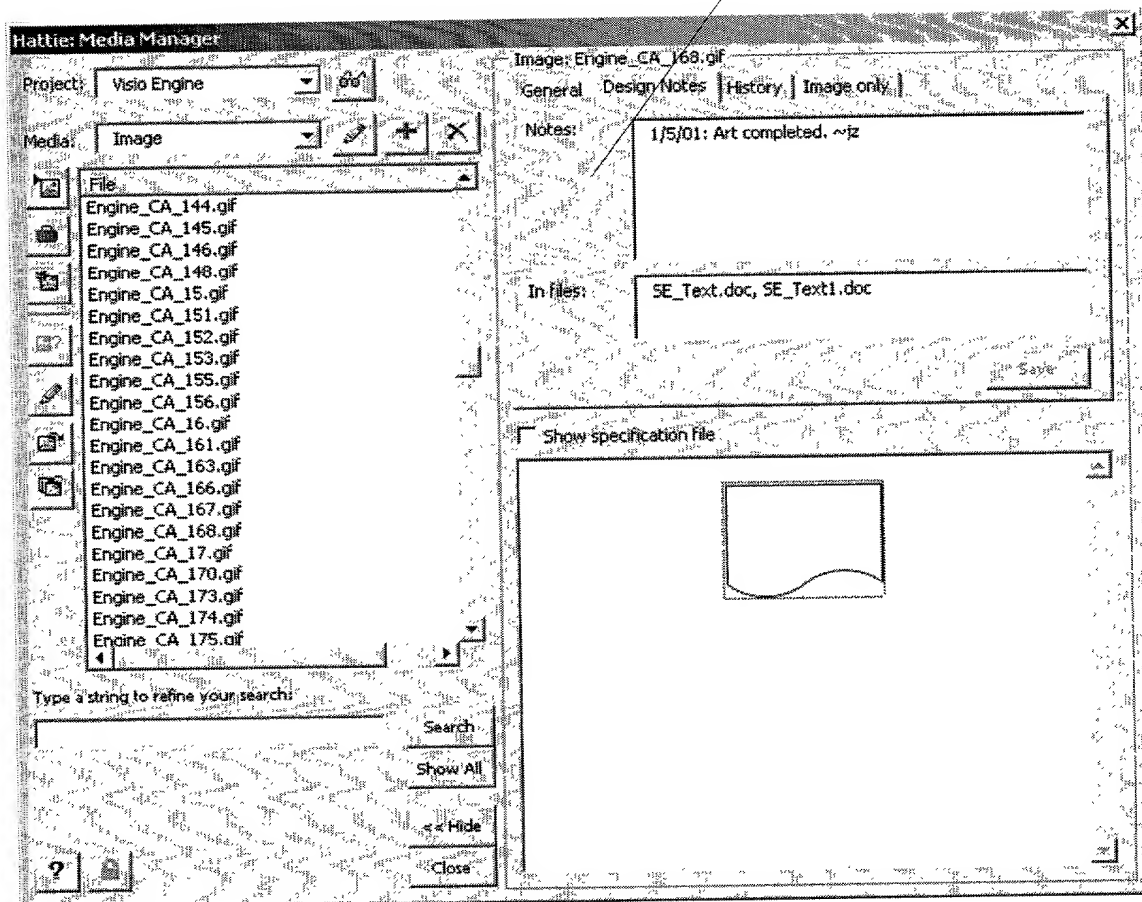 Hattie: Media Manager
Project: Visio Engine
Media: Image
File
Engine_CA_144.gif
Engine_CA_145.gif
Engine_CA_146.gif
Engine_CA_148.gif
Engine_CA_15.gif
Engine_CA_151.gif
Engine_CA_152.gif
Engine_CA_153.gif
Engine_CA_155.gif
Engine_CA_156.gif
Engine_CA_16.gif
Engine_CA_161.gif
Engine_CA_163.gif
Engine_CA_166.gif
Engine_CA_167.gif
Engine_CA_168.gif
Engine_CA_17.gif
Engine_CA_170.gif
Engine_CA_173.gif
Engine_CA_174.gif
Engine_CA_175.gif
Type a string to refine your search:
Search
Show All
<< Hide
Close
?
Image: Engine_CA_168.gif
General Design Notes History Image only
Notes: 1/5/01: Art completed. ~jz
In files: SE_Text.doc, SE_Text1.doc
Save
Show specification file